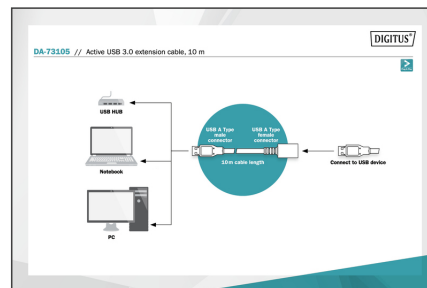 DIGITUS®
DA-73105 // Active USB 3.0 extension cable, 10 m
USB HUB
USB A Type
male
connector
USB A Type
female
connector
10 m cable length
Notebook
Connect to USB device
PC